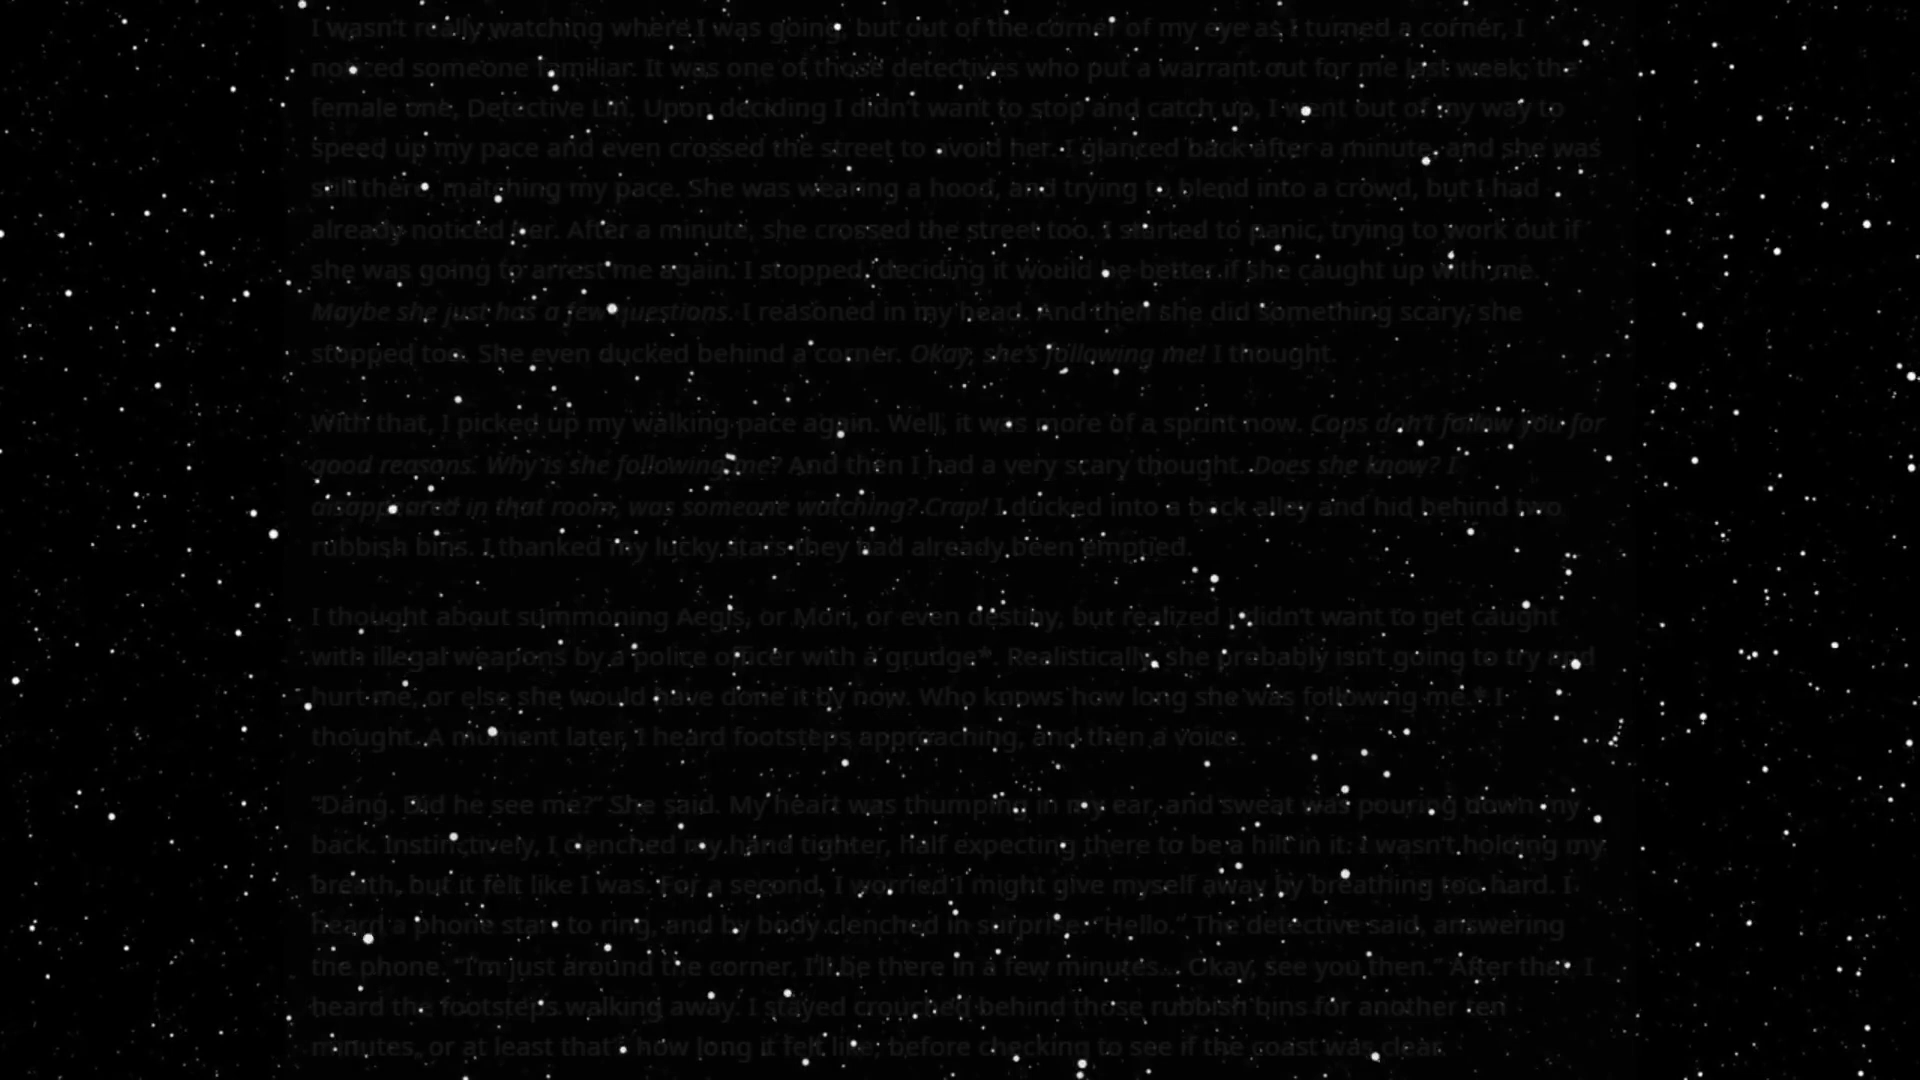 I wasn't really watching where I was going, but out of the corner of my eye as I turned a corner, I
noticed someone familiar. It was one of those detectives who put a warrant out for me last week; the
female one, Detective Lin. Upon deciding I didn't want to stop and catch up, I went out of my way to
speed up my pace and even crossed the street to avoid her. I glanced back after a minute, and she was
still there, matching my pace. She was wearing a hood, and trying to blend into a crowd, but I had
already noticed her. After a minute, she crossed the street too. I started to panic, trying to work out if
she was going to arrest me again. I stopped, deciding it would be better if she caught up with me.
Maybe she just has a few questions. I reasoned in my head. And then she did something scary, she
stopped too. She even ducked behind a corner. Okay, she's following me! I thought.
With that, I picked up my walking pace again. Well, it was more of a sprint now. Cops don't follow you for
good reasons. Why is she following me? And then I had a very scary thought. Does she know? I
disappeared in that room, was someone watching? Crap! I ducked into a back alley and hid behind two
rubbish bins. I thanked my lucky stars they had already been emptied.
I thought about summoning Aegis, or Mori, or even destiny, but realized I didn't want to get caught
with illegal weapons by a police officer with a grudge*. Realistically, she probably isn't going to try and
hurt me, or else she would have done it by now. Who knows how long she was following me.* I
thought. A moment later, I heard footsteps approaching, and then a voice.
“Dang. Did he see me?” She said. My heart was thumping in my ear, and sweat was pouring down my
back. Instinctively, I clenched my hand tighter, half expecting there to be a hilt in it. I wasn't holding my
breath, but it felt like I was. For a second, I worried I might give myself away by breathing too hard. I
heard a phone start to ring, and by body clenched in surprise. “Hello.” The detective said, answering
the phone. “I'm just around the corner. I'll be there in a few minutes... Okay, see you then.” After that, I
heard the footsteps walking away. I stayed crouched behind those rubbish bins for another ten
minutes, or at least that's how long it felt like, before checking to see if the coast was clear.